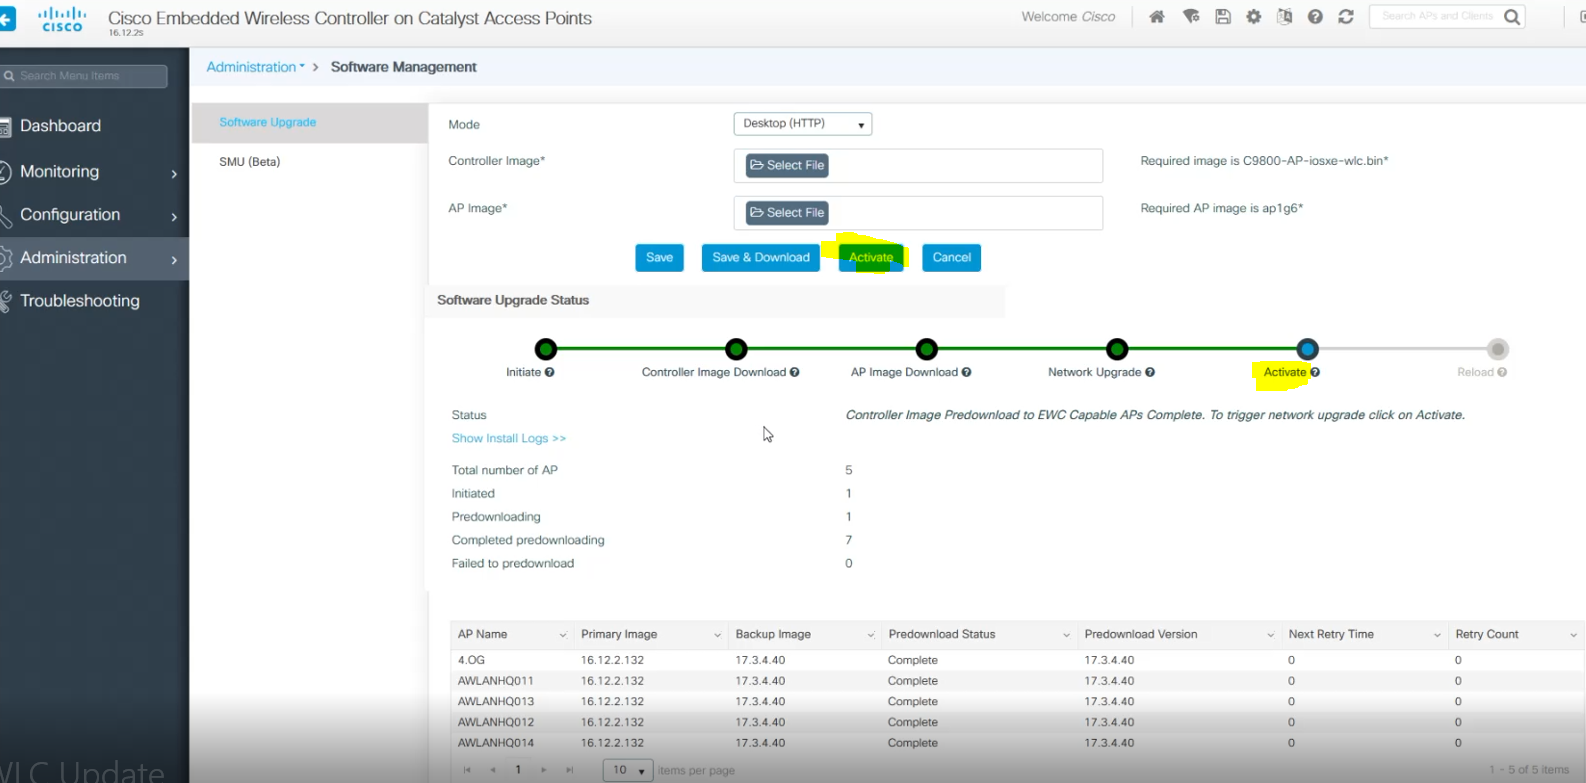 Cisco Embedded Wireless Controller on Catalyst Access Points
CISCO
16.12.2s
Welcome Cisco
Search APs and Clients
Search Menu Items
Dashboard
Monitoring
Configuration
Administration
Troubleshooting
Administration > Software Management
Software Upgrade
SMU (Beta)
Mode Desktop (HTTP)
Controller Image* Select File Required image is C9800-AP-iosxe-wlc.bin*
AP Image* Select File Required AP image is ap1g6*
Save Save & Download Activate Cancel
Software Upgrade Status
Initiate Controller Image Download AP Image Download Network Upgrade Activate Reload
Status Controller Image Predownload to EWC Capable APs Complete. To trigger network upgrade click on Activate.
Show Install Logs >>
Total number of AP 5
Initiated 1
Predownloading 1
Completed predownloading 7
Failed to predownload 0
AP Name Primary Image Backup Image Predownload Status Predownload Version Next Retry Time Retry Count
4.OG 16.12.2.132 17.3.4.40 Complete 17.3.4.40 0 0
AWLANHQ011 16.12.2.132 17.3.4.40 Complete 17.3.4.40 0 0
AWLANHQ013 16.12.2.132 17.3.4.40 Complete 17.3.4.40 0 0
AWLANHQ012 16.12.2.132 17.3.4.40 Complete 17.3.4.40 0 0
AWLANHQ014 16.12.2.132 17.3.4.40 Complete 17.3.4.40 0 0
1 10 items per page 1 - 5 of 5 items
WLC Update